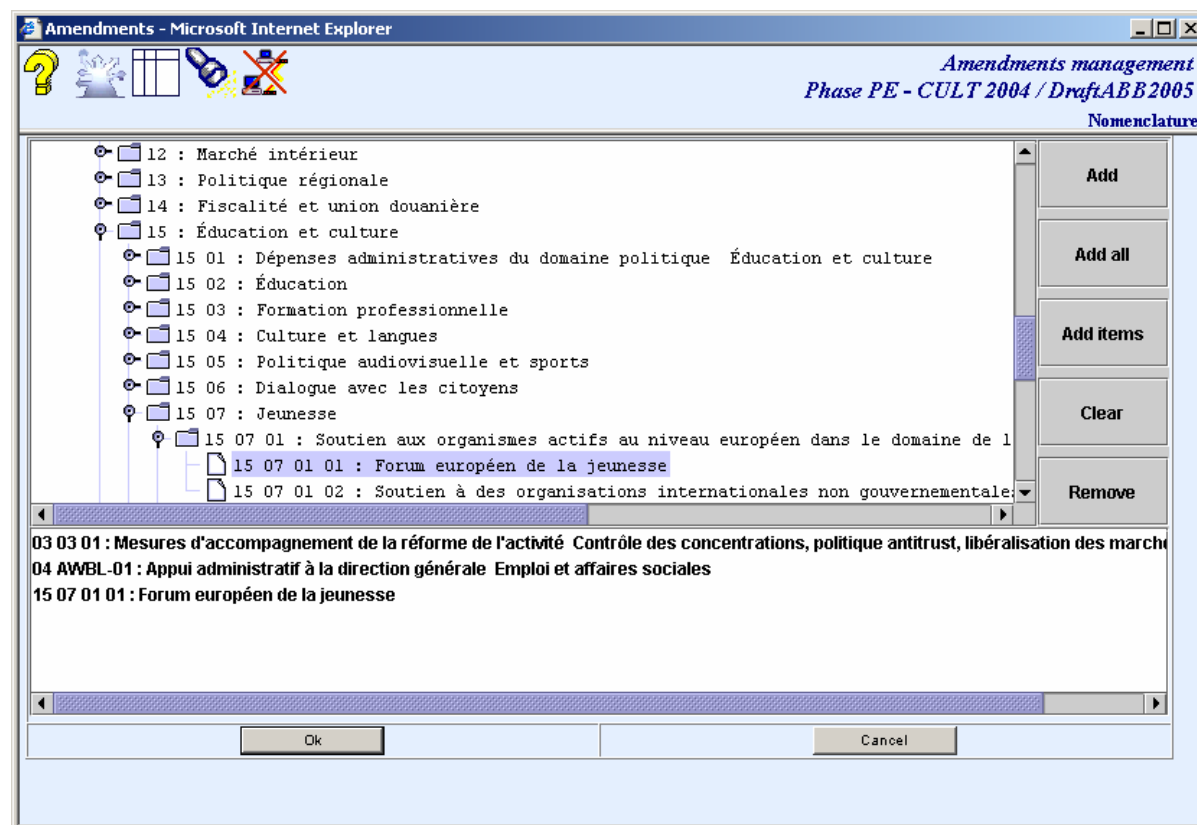 Amendments - Microsoft Internet Explorer
Amendments management
Phase PE - CULT 2004 / DraftABB2005
Nomenclature
12 : Marché intérieur
13 : Politique régionale
14 : Fiscalité et union douanière
15 : Éducation et culture
15 01 : Dépenses administratives du domaine politique Éducation et culture
15 02 : Éducation
15 03 : Formation professionnelle
15 04 : Culture et langues
15 05 : Politique audiovisuelle et sports
15 06 : Dialogue avec les citoyens
15 07 : Jeunesse
15 07 01 : Soutien aux organismes actifs au niveau européen dans le domaine de l
15 07 01 01 : Forum européen de la jeunesse
15 07 01 02 : Soutien à des organisations internationales non gouvernementale
Add
Add all
Add items
Clear
Remove
03 03 01 : Mesures d'accompagnement de la réforme de l'activité Contrôle des concentrations, politique antitrust, libéralisation des march
04 AWBL-01 : Appui administratif à la direction générale Emploi et affaires sociales
15 07 01 01 : Forum européen de la jeunesse
Ok
Cancel